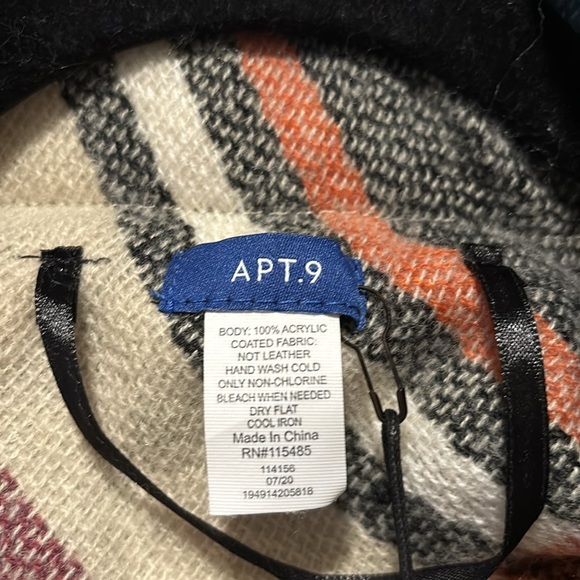 APT.9
BODY: 100% ACRYLIC
COATED FABRIC:
NOT LEATHER
HAND WASH COLD
ONLY NON-CHLORINE
BLEACH WHEN NEEDED
DRY FLAT
COOL IRON
Made In China
RN#115485
114156
07/20
194914205818